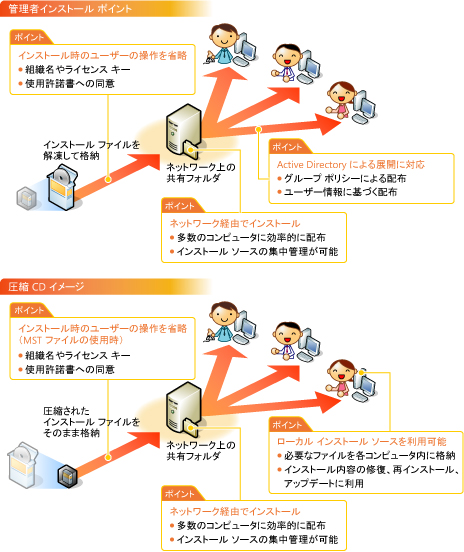 管理者インストール ポイント
ポイント
インストール時のユーザーの操作を省略
● 組織名やライセンス キー
● 使用許諾書への同意
インストール ファイルを
解凍して格納
ネットワーク上の
共有フォルダ
ポイント
Active Directory による展開に対応
● グループ ポリシーによる配布
● ユーザー情報に基づく配布
ポイント
ネットワーク経由でインストール
● 多数のコンピュータに効率的に配布
● インストール ソースの集中管理が可能
圧縮 CD イメージ
ポイント
インストール時のユーザーの操作を省略
（MST ファイルの使用時）
● 組織名やライセンス キー
● 使用許諾書への同意
圧縮された
インストール ファイルを
そのまま格納
ネットワーク上の
共有フォルダ
ポイント
ローカル インストール ソースを利用可能
● 必要なファイルを各コンピュータ内に格納
● インストール内容の修復、再インストール、
アップデートに利用
ポイント
ネットワーク経由でインストール
● 多数のコンピュータに効率的に配布
● インストール ソースの集中管理が可能